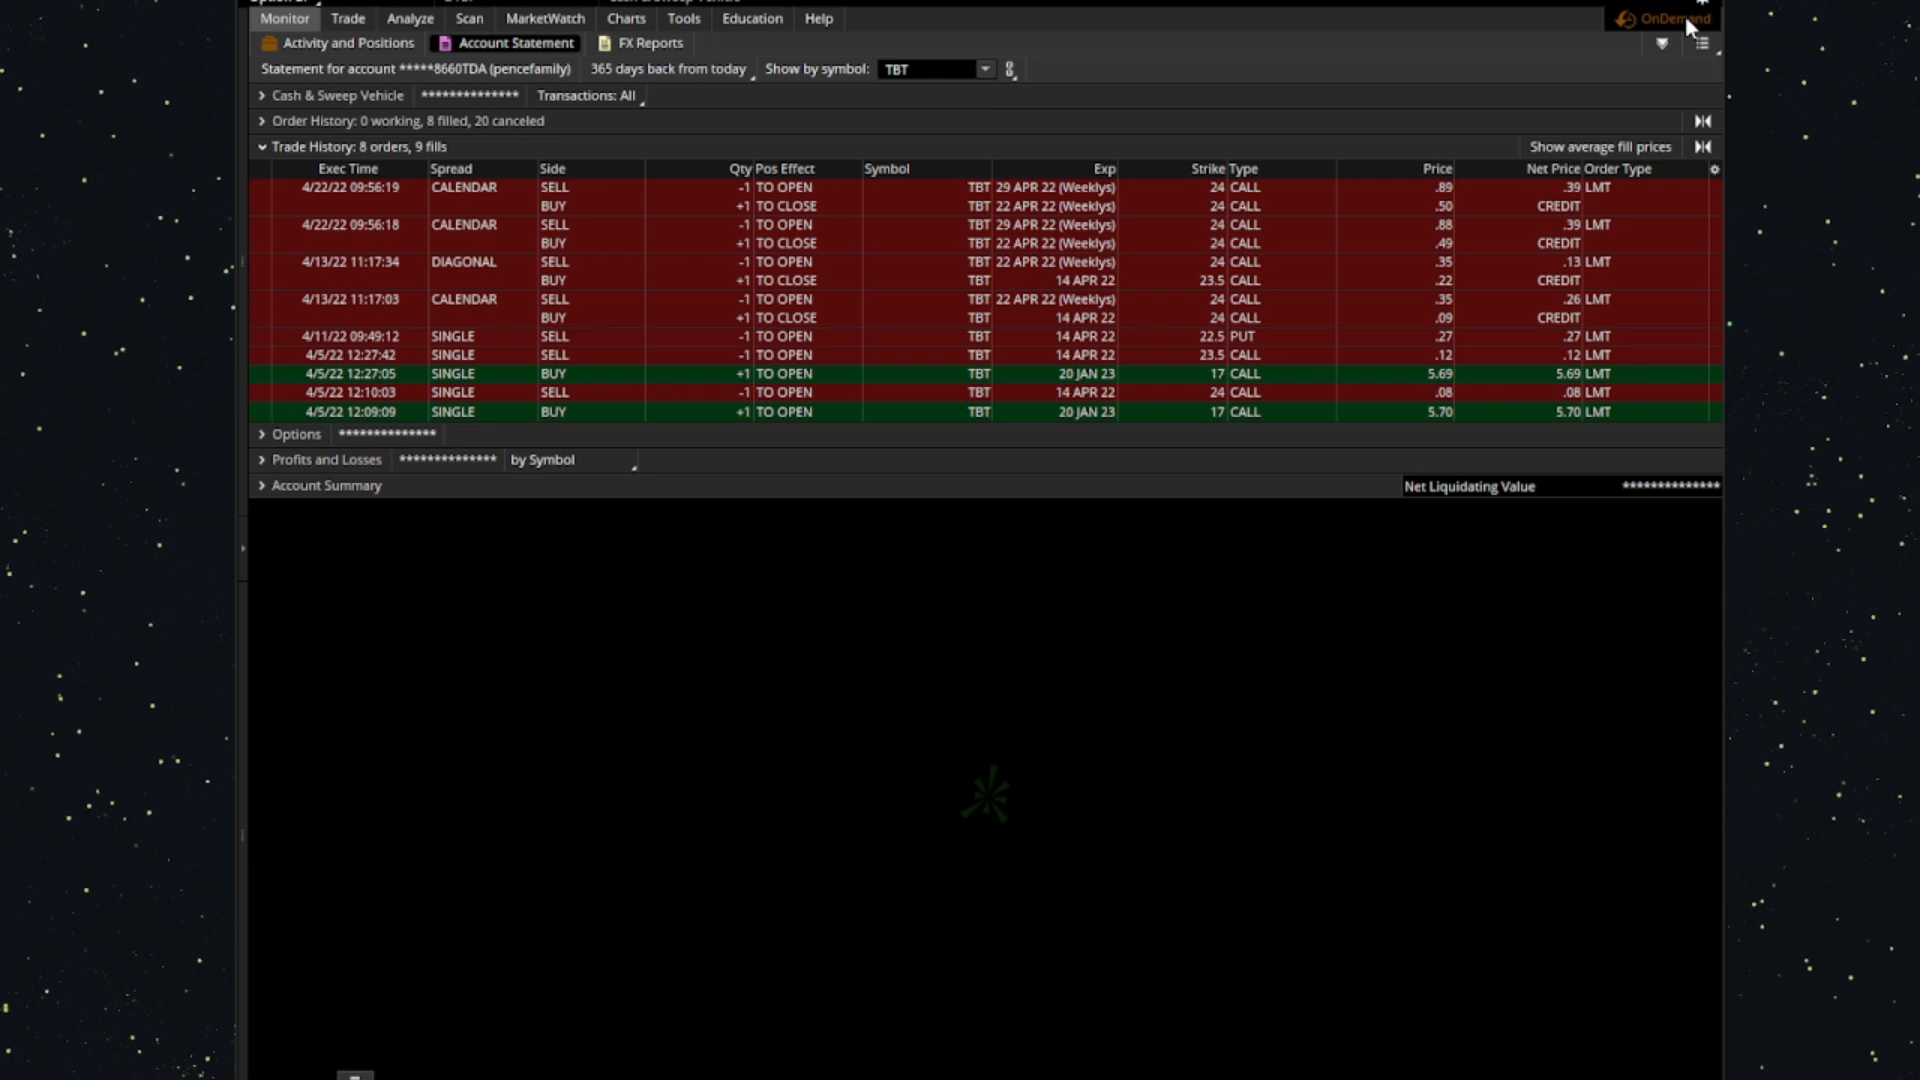 Monitor Trade Analyze Scan MarketWatch Charts Tools Education Help OnDemand
Activity and Positions Account Statement FX Reports
Statement for account *****8660TDA (pencefamily) 365 days back from today Show by symbol: TBT
Cash & Sweep Vehicle ************** Transactions: All
Order History: 0 working, 8 filled, 20 canceled
Trade History: 8 orders, 9 fills Show average fill prices
Exec Time Spread Side Qty Pos Effect Symbol Exp Strike Type Price Net Price Order Type
4/22/22 09:56:19 CALENDAR SELL -1 TO OPEN TBT 29 APR 22 (Weeklys) 24 CALL .89 .39 LMT
BUY +1 TO CLOSE TBT 22 APR 22 (Weeklys) 24 CALL .50 CREDIT
4/22/22 09:56:18 CALENDAR SELL -1 TO OPEN TBT 29 APR 22 (Weeklys) 24 CALL .88 .39 LMT
BUY +1 TO CLOSE TBT 22 APR 22 (Weeklys) 24 CALL .49 CREDIT
4/13/22 11:17:34 DIAGONAL SELL -1 TO OPEN TBT 22 APR 22 (Weeklys) 24 CALL .35 .13 LMT
BUY +1 TO CLOSE TBT 14 APR 22 23.5 CALL .22 CREDIT
4/13/22 11:17:03 CALENDAR SELL -1 TO OPEN TBT 22 APR 22 (Weeklys) 24 CALL .35 .26 LMT
BUY +1 TO CLOSE TBT 14 APR 22 24 CALL .09 CREDIT
4/11/22 09:49:12 SINGLE SELL -1 TO OPEN TBT 14 APR 22 22.5 PUT .27 .27 LMT
4/5/22 12:27:42 SINGLE SELL -1 TO OPEN TBT 14 APR 22 23.5 CALL .12 .12 LMT
4/5/22 12:27:05 SINGLE BUY +1 TO OPEN TBT 20 JAN 23 17 CALL 5.69 5.69 LMT
4/5/22 12:10:03 SINGLE SELL -1 TO OPEN TBT 14 APR 22 24 CALL .08 .08 LMT
4/5/22 12:09:09 SINGLE BUY +1 TO OPEN TBT 20 JAN 23 17 CALL 5.70 5.70 LMT
Options **************
Profits and Losses ************** by Symbol
Account Summary Net Liquidating Value **************